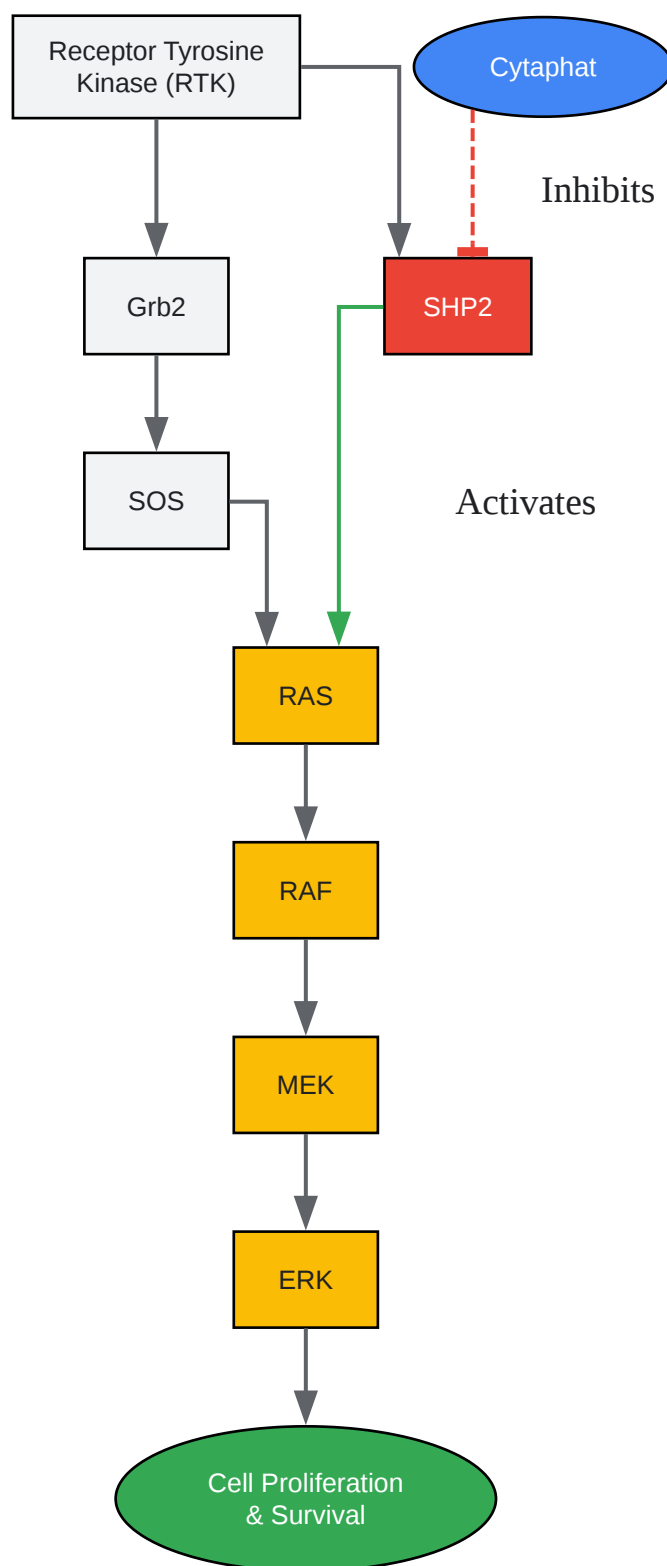 Receptor Tyrosine
Kinase (RTK)
Cytaphat
Inhibits
Grb2
SHP2
SOS
Activates
RAS
RAF
MEK
ERK
Cell Proliferation
& Survival